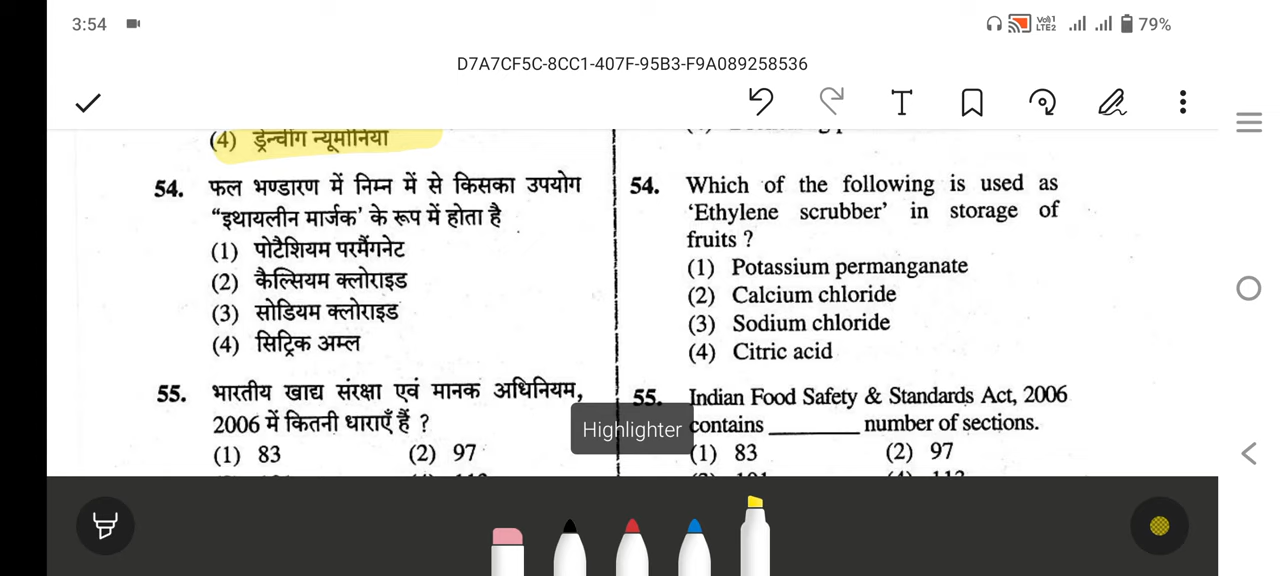 3:54
Vo)) 1
LTE2
79%
D7A7CF5C-8CC1-407F-95B3-F9A089258536
T
(4) ड्रेन्चींग न्यूमोनिया
54. फल भण्डारण में निम्न में से किसका उपयोग
“इथायलीन मार्जक’ के रूप में होता है
(1) पोटैशियम परमैंगनेट
(2) कैल्सियम क्लोराइड
(3) सोडियम क्लोराइड
(4) सिट्रिक अम्ल
55. भारतीय खाद्य संरक्षा एवं मानक अधिनियम,
2006 में कितनी धाराएँ हैं ?
(1) 83 (2) 97
54. Which of the following is used as
‘Ethylene scrubber’ in storage of
fruits ?
(1) Potassium permanganate
(2) Calcium chloride
(3) Sodium chloride
(4) Citric acid
55. Indian Food Safety & Standards Act, 2006
contains ________ number of sections.
(1) 83 (2) 97
Highlighter